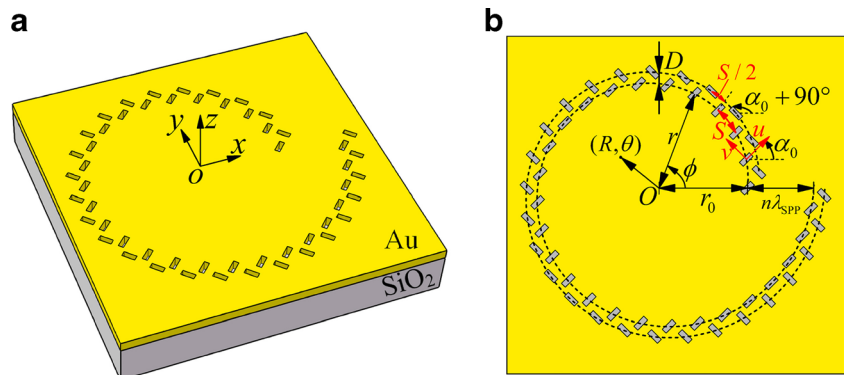 a
z
y
x
o
Au
SiO₂
b
D
S / 2
α₀ + 90°
S
u
v
α₀
r
(R, θ)
ϕ
O
r₀
nλSPP